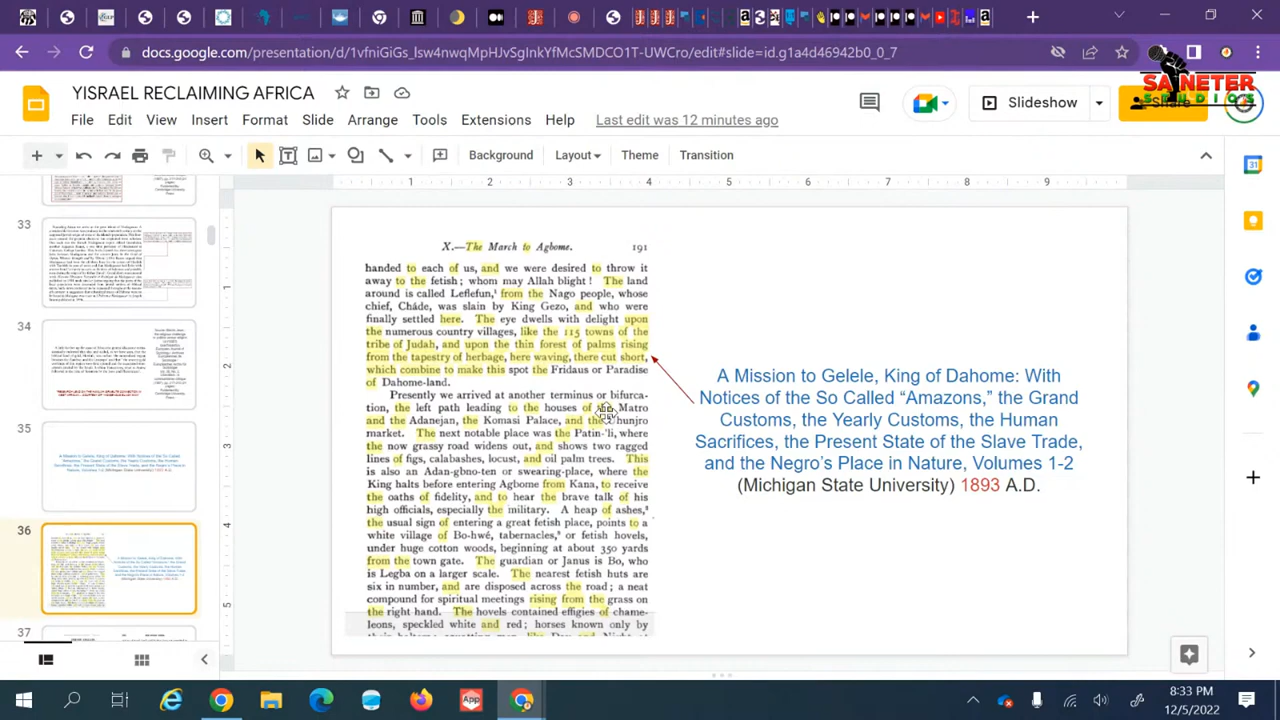 docs.google.com/presentation/d/1vfniGiGs_lsw4nwqMpHJvSgInkYfMcSMDCO1T-UWCro/edit#slide=id.g1a4d46942b0_0_7
YISRAEL RECLAIMING AFRICA
SANETER
STUDIOS
Share
Slideshow
File Edit View Insert Format Slide Arrange Tools Extensions Help Last edit was 12 minutes ago
Background Layout Theme Transition
1 2 3 4 5 7
33
34
35
36
37
X.—The March to Agbome. 191
handed to each of us, and we were desired to throw it
away to the fetish; whom may Allah blight! The land
around is called Leflefun,¹ from the Nago people, whose
chief, Cháde, was slain by King Gezo, and who were
finally settled here. The eye dwells with delight upon
the numerous country villages, like the 115 towns of the
tribe of Judah, and upon the thin forest of palms rising
from the tapestry of herbage, here waving, there cut short,
which combine to make this spot the Fridaus or Paradise
of Dahome-land.
Presently we arrived at another terminus or bifurca-
tion, the left path leading to the houses of the Matro
and the Adanejan, the Komasi Palace, and the Uhunjro
market. The next notable place was the Patin-'li, where
the now grassy road widens out, and shows two ragged
lines of figs, calabashes, locust, and oil palm trees. This
is also an Adan-gbno-ten or swearing-place, where the
King halts before entering Agbome from Kana, to receive
the oaths of fidelity, and to hear the brave talk of his
high officials, especially the military. A heap of ashes,²
the usual sign of entering a great fetish place, points to a
white village of Bo-hwé, tabernacles,³ or fetish hovels,
under huge cotton woods, beginning at about 350 yards
from the town gate. The guardian genius is Bo, who
is Legba on a larger scale. The nearest fetish huts are
six in number, and are disposed across the road; a neat
compound for spiritual meetings rising from the grass on
the right hand. The hovels contained effigies of chame-
leons, speckled white and red; horses known only by
A Mission to Gelele, King of Dahome: With
Notices of the So Called “Amazons,” the Grand
Customs, the Yearly Customs, the Human
Sacrifices, the Present State of the Slave Trade,
and the Negro's Place in Nature, Volumes 1-2
(Michigan State University) 1893 A.D.
8:33 PM
12/5/2022